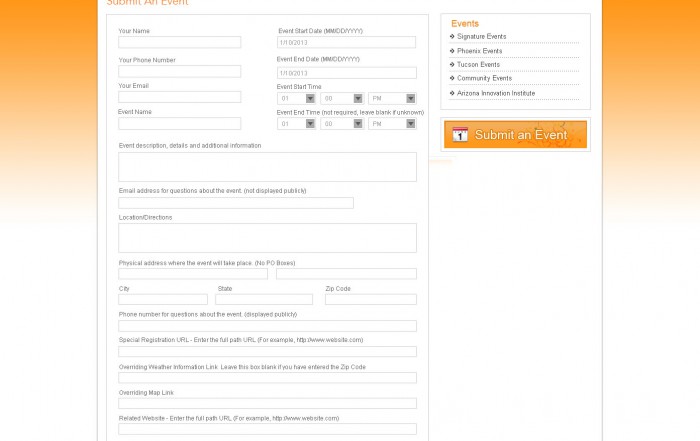 Submit An Event
Your Name
Event Start Date (MM/DD/YYYY)
1/10/2013
Your Phone Number
Event End Date (MM/DD/YYYY)
1/10/2013
Your Email
Event Start Time
01 00 PM
Event Name
Event End Time (not required, leave blank if unknown)
01 00 PM
Event description, details and additional information
Email address for questions about the event. (not displayed publicly)
Location/Directions
Physical address where the event will take place. (No PO Boxes)
City State Zip Code
Phone number for questions about the event. (displayed publicly)
Special Registration URL - Enter the full path URL (For example, http://www.website.com)
Overriding Weather Information Link Leave this box blank if you have entered the Zip Code
Overriding Map Link
Related Website - Enter the full path URL (For example, http://www.website.com)
Events
Signature Events
Phoenix Events
Tucson Events
Community Events
Arizona Innovation Institute
1 Submit an Event